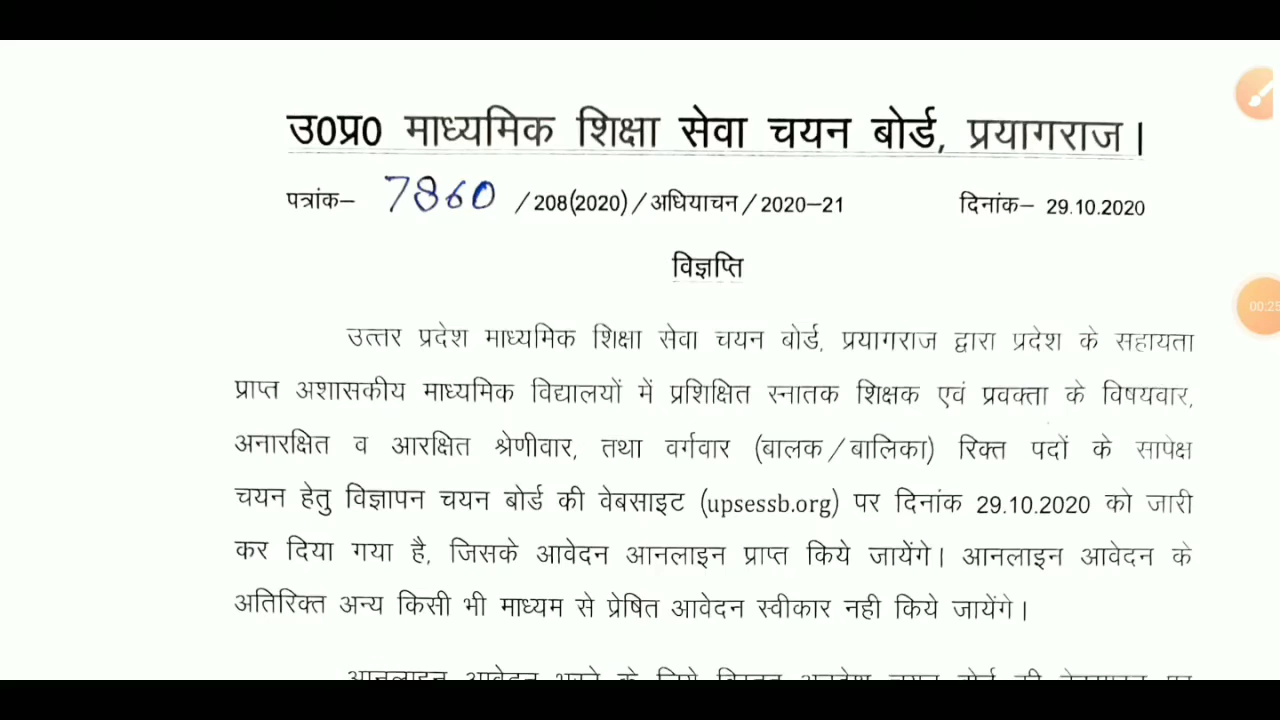 उ0प्र0 माध्यमिक शिक्षा सेवा चयन बोर्ड, प्रयागराज।
पत्रांक– 7860 /208(2020)/अधियाचन/2020–21 दिनांक– 29.10.2020
विज्ञप्ति
उत्तर प्रदेश माध्यमिक शिक्षा सेवा चयन बोर्ड, प्रयागराज द्वारा प्रदेश के सहायता
प्राप्त अशासकीय माध्यमिक विद्यालयों में प्रशिक्षित स्नातक शिक्षक एवं प्रवक्ता के विषयवार,
अनारक्षित व आरक्षित श्रेणीवार, तथा वर्गवार (बालक/बालिका) रिक्त पदों के सापेक्ष
चयन हेतु विज्ञापन चयन बोर्ड की वेबसाइट (upsessb.org) पर दिनांक 29.10.2020 को जारी
कर दिया गया है, जिसके आवेदन आनलाइन प्राप्त किये जायेंगे। आनलाइन आवेदन के
अतिरिक्त अन्य किसी भी माध्यम से प्रेषित आवेदन स्वीकार नही किये जायेंगे।
00:25